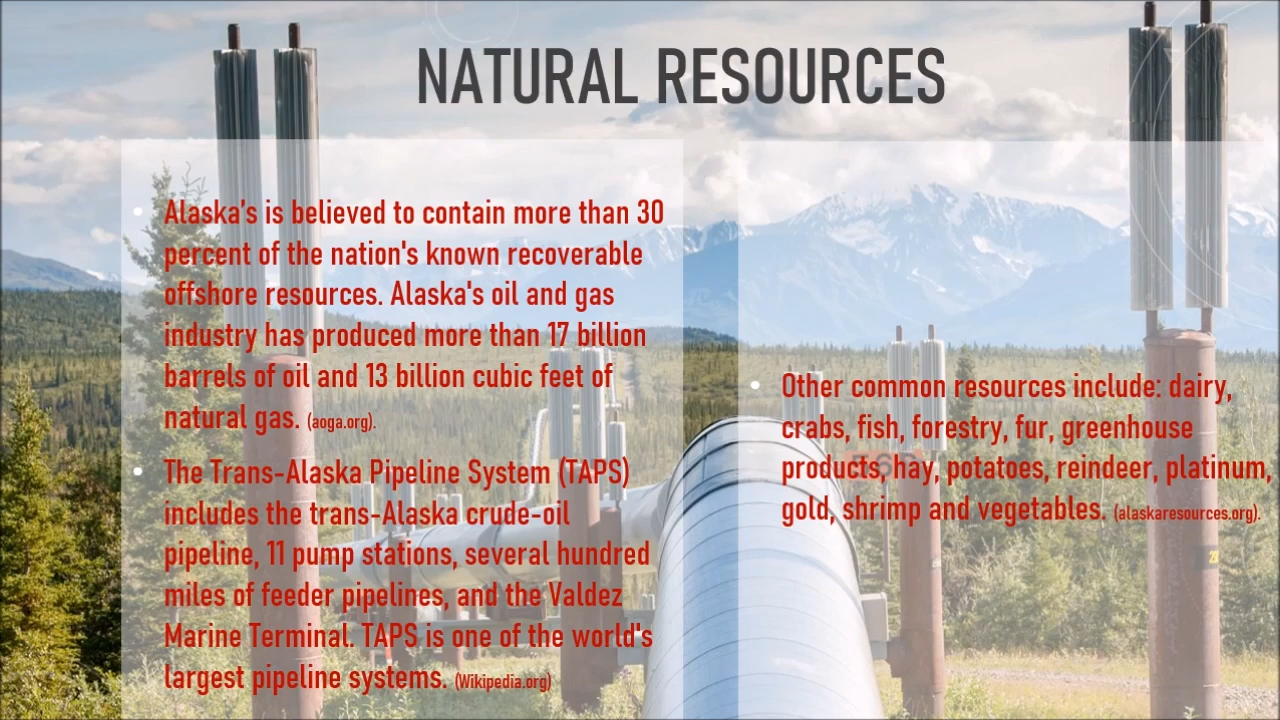 NATURAL RESOURCES
Alaska's is believed to contain more than 30
percent of the nation's known recoverable
offshore resources. Alaska's oil and gas
industry has produced more than 17 billion
barrels of oil and 13 billion cubic feet of
natural gas. (aoga.org).
The Trans-Alaska Pipeline System (TAPS)
includes the trans-Alaska crude-oil
pipeline, 11 pump stations, several hundred
miles of feeder pipelines, and the Valdez
Marine Terminal. TAPS is one of the world's
largest pipeline systems. (Wikipedia.org)
Other common resources include: dairy,
crabs, fish, forestry, fur, greenhouse
products, hay, potatoes, reindeer, platinum,
gold, shrimp and vegetables. (alaskaresources.org).